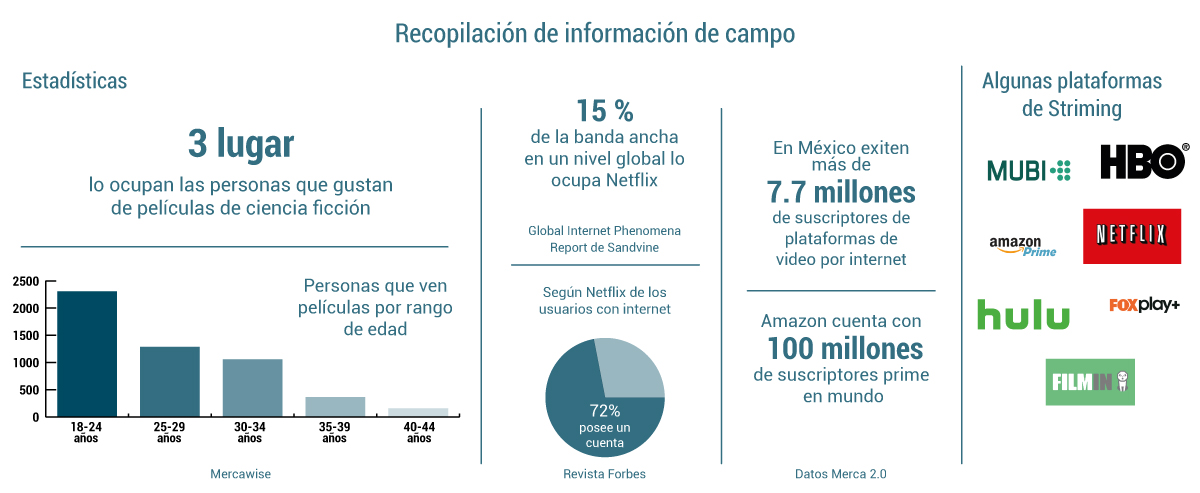 Recopilación de información de campo
Estadísticas
3 lugar
lo ocupan las personas que gustan
de películas de ciencia ficción
Personas que ven
películas por rango
de edad
2500
2000
1500
1000
500
0
18-24
años
25-29
años
30-34
años
35-39
años
40-44
años
Mercawise
15 %
de la banda ancha
en un nivel global lo
ocupa Netflix
Global Internet Phenomena
Report de Sandvine
Según Netflix de los
usuarios con internet
72%
posee un
cuenta
Revista Forbes
En México exiten
más de
7.7 millones
de suscriptores de
plataformas de
video por internet
Amazon cuenta con
100 millones
de suscriptores prime
en mundo
Datos Merca 2.0
Algunas plataformas
de Striming
MUBI
HBO®
amazon
Prime
NETFLIX
hulu
FOXplay+
FILMIN